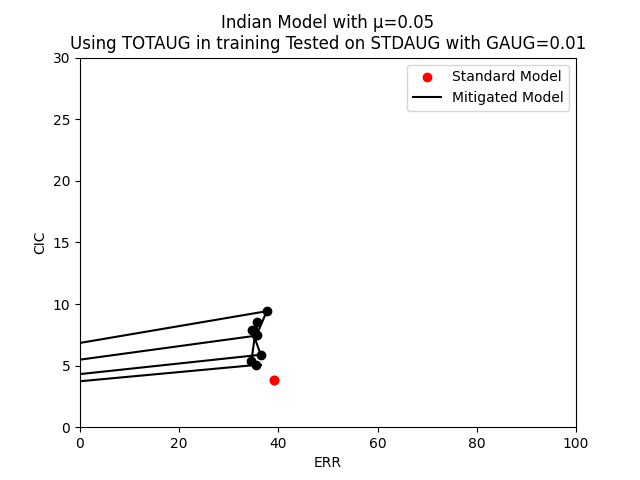 Indian Model with μ=0.05
Using TOTAUG in training Tested on STDAUG with GAUG=0.01
Standard Model
Mitigated Model
30
25
20
15
10
5
0
CIC
0 20 40 60 80 100
ERR